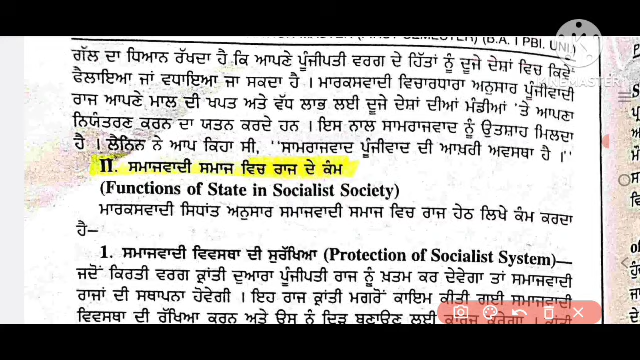 (FIRST SEMESTER) (B.A. I PBI. UNI.)
ਗੱਲ ਦਾ ਧਿਆਨ ਰੱਖਦਾ ਹੈ ਕਿ ਆਪਣੇ ਪੂੰਜੀਪਤੀ ਵਰਗ ਦੇ ਹਿੱਤਾਂ ਨੂੰ ਦੂਜੇ ਦੇਸ਼ਾਂ ਵਿਚ ਕਿਵੇਂ
ਫੈਲਾਇਆ ਜਾਂ ਵਧਾਇਆ ਜਾ ਸਕਦਾ ਹੈ । ਮਾਰਕਸਵਾਦੀ ਵਿਚਾਰਧਾਰਾ ਅਨੁਸਾਰ ਪੂੰਜੀਵਾਦੀ
ਰਾਜ ਆਪਣੇ ਮਾਲ ਦੀ ਖਪਤ ਅਤੇ ਵੱਧ ਲਾਭ ਲਈ ਦੂਜੇ ਦੇਸ਼ਾਂ ਦੀਆਂ ਮੰਡੀਆਂ 'ਤੇ ਆਪਣਾ
ਨਿਯੰਤਰਣ ਕਰਨ ਦਾ ਯਤਨ ਕਰਦੇ ਹਨ । ਇਸ ਨਾਲ ਸਾਮਰਾਜਵਾਦ ਨੂੰ ਉਤਸ਼ਾਹ ਮਿਲਦਾ
ਹੈ । ਲੈਨਿਨ ਨੇ ਆਪ ਕਿਹਾ ਸੀ, "ਸਾਮਰਾਜਵਾਦ ਪੂੰਜੀਵਾਦ ਦੀ ਆਖ਼ਰੀ ਅਵਸਥਾ ਹੈ ।"
II. ਸਮਾਜਵਾਦੀ ਸਮਾਜ ਵਿਚ ਰਾਜ ਦੇ ਕੰਮ
(Functions of State in Socialist Society)
ਮਾਰਕਸਵਾਦੀ ਸਿਧਾਂਤ ਅਨੁਸਾਰ ਸਮਾਜਵਾਦੀ ਸਮਾਜ ਵਿਚ ਰਾਜ ਹੇਠ ਲਿਖੇ ਕੰਮ ਕਰਦਾ
ਹੈ—
1. ਸਮਾਜਵਾਦੀ ਵਿਵਸਥਾ ਦੀ ਸੁਰੱਖਿਆ (Protection of Socialist System)—
ਜਦੋਂ ਕਿਰਤੀ ਵਰਗ ਕ੍ਰਾਂਤੀ ਦੁਆਰਾ ਪੂੰਜੀਪਤੀ ਰਾਜ ਨੂੰ ਖ਼ਤਮ ਕਰ ਦੇਵੇਗਾ ਤਾਂ ਸਮਾਜਵਾਦੀ
ਰਾਜਾਂ ਦੀ ਸਥਾਪਨਾ ਹੋਵੇਗੀ । ਇਹ ਰਾਜ ਕ੍ਰਾਂਤੀ ਮਗਰੋਂ ਕਾਇਮ ਕੀਤੀ ਗਈ ਸਮਾਜਵਾਦੀ
ਵਿਵਸਥਾ ਦੀ ਰੱਖਿਆ ਕਰਨ ਅਤੇ ਉਸ ਨੂੰ ਦ੍ਰਿੜ ਬਣਾਉਣ ਲਈ